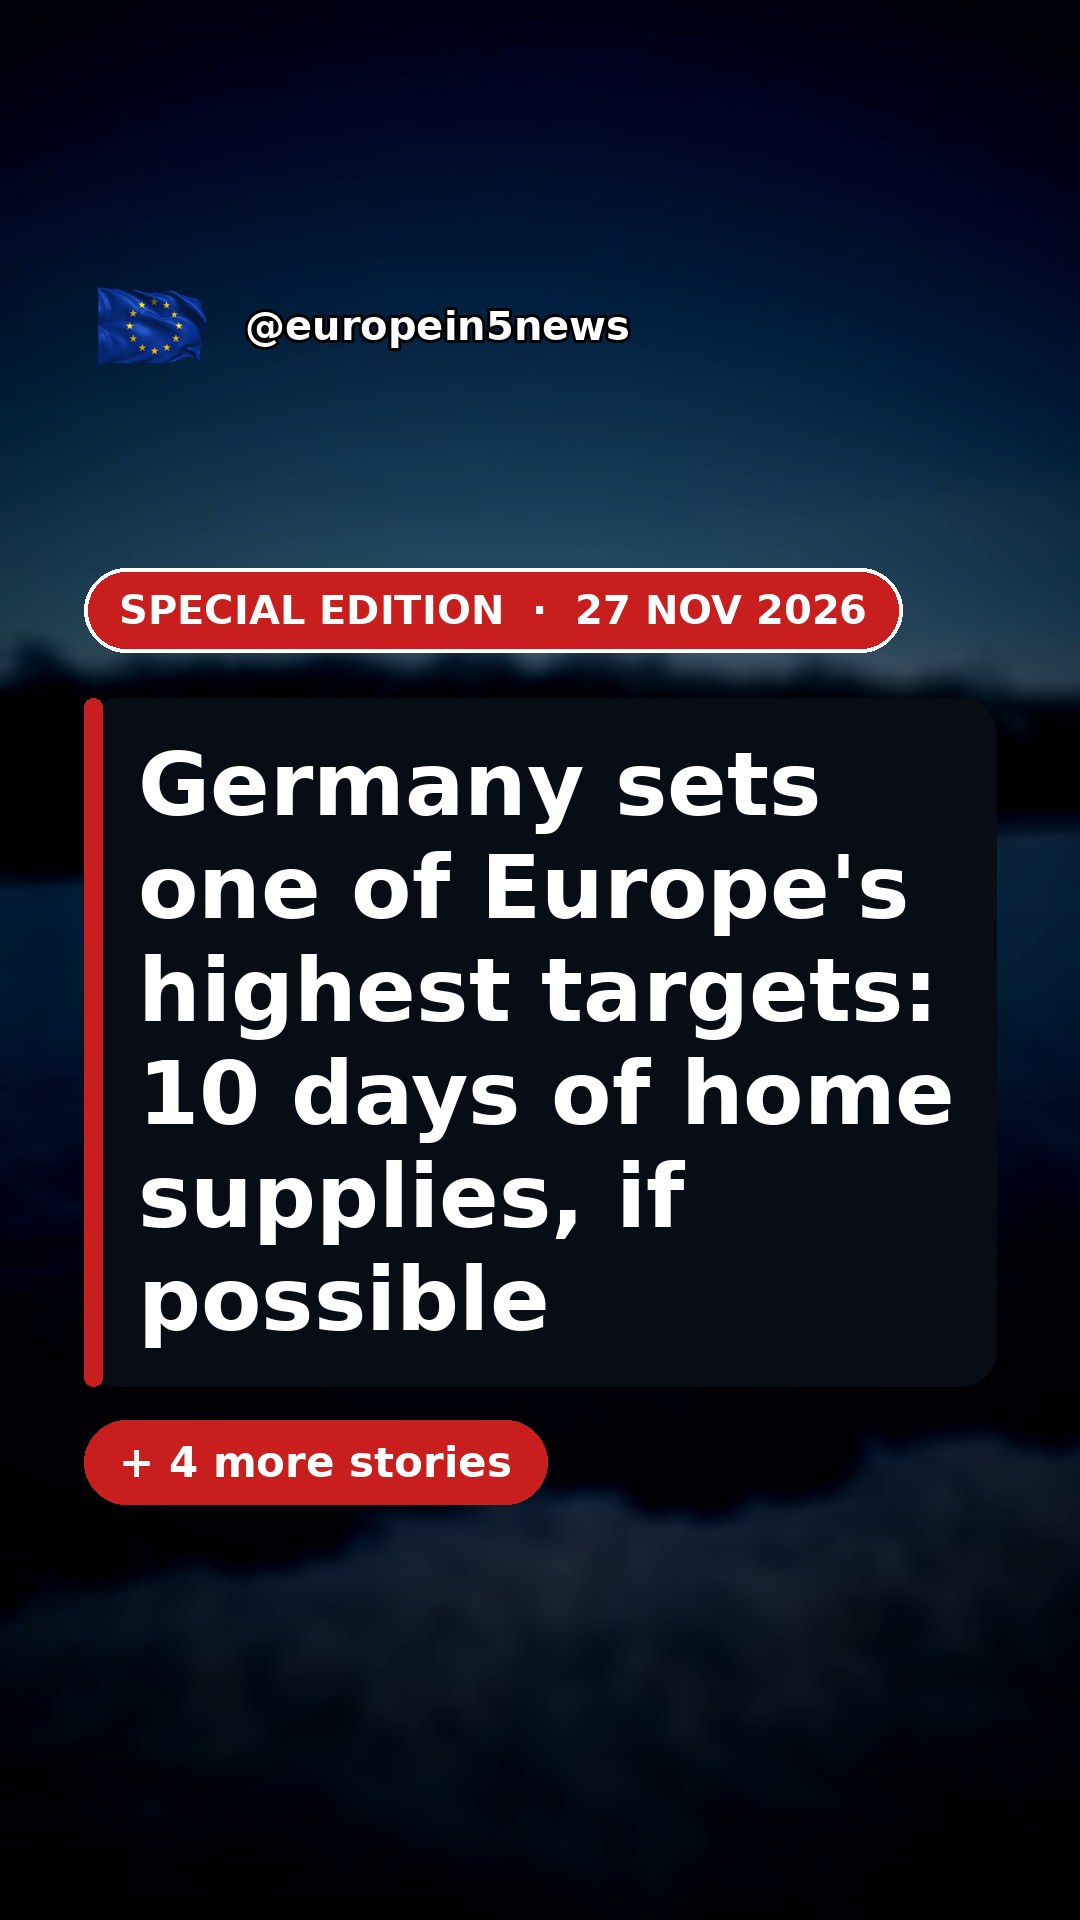 @europein5news
SPECIAL EDITION · 27 NOV 2026
Germany sets
one of Europe's
highest targets:
10 days of home
supplies, if
possible
+ 4 more stories